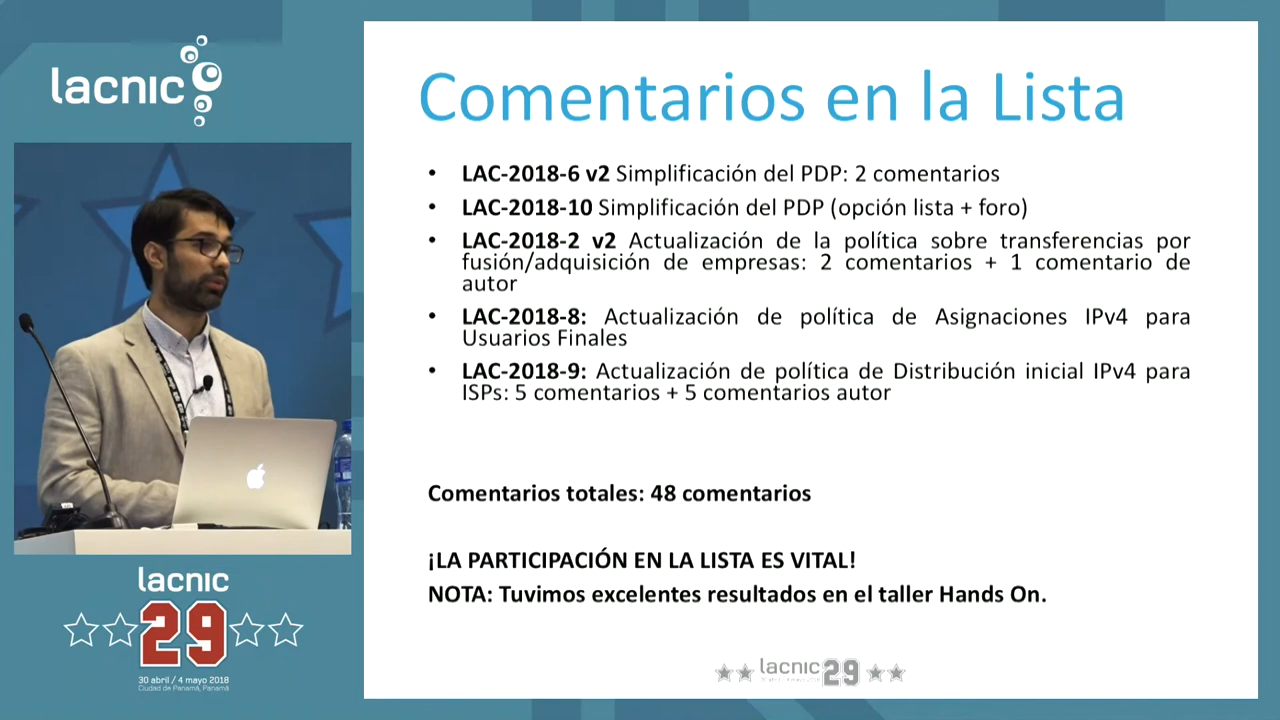 lacnic
Comentarios en la Lista
• LAC-2018-6 v2 Simplificación del PDP: 2 comentarios
• LAC-2018-10 Simplificación del PDP (opción lista + foro)
• LAC-2018-2 v2 Actualización de la política sobre transferencias por
fusión/adquisición de empresas: 2 comentarios + 1 comentario de
autor
• LAC-2018-8: Actualización de política de Asignaciones IPv4 para
Usuarios Finales
• LAC-2018-9: Actualización de política de Distribución inicial IPv4 para
ISPs: 5 comentarios + 5 comentarios autor
Comentarios totales: 48 comentarios
¡LA PARTICIPACIÓN EN LA LISTA ES VITAL!
NOTA: Tuvimos excelentes resultados en el taller Hands On.
lacnic
29
30 abril / 4 mayo 2018
Ciudad de Panamá, Panamá
lacnic 29